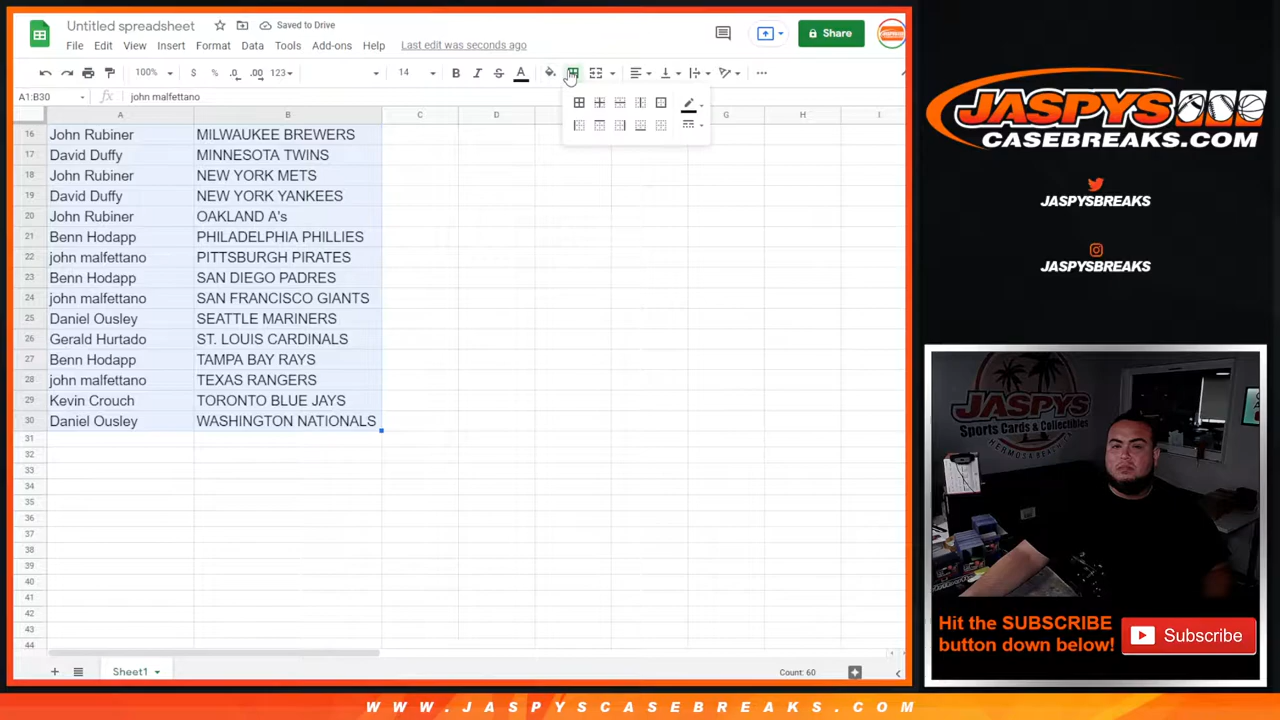 Untitled spreadsheet
Saved to Drive
File Edit View Insert Format Data Tools Add-ons Help
Last edit was seconds ago
Share
100%
$ % .0 .00 123
14
B I S A
A1:B30
fx john malfettano
A B C D E G H I
16 John Rubiner MILWAUKEE BREWERS
17 David Duffy MINNESOTA TWINS
18 John Rubiner NEW YORK METS
19 David Duffy NEW YORK YANKEES
20 John Rubiner OAKLAND A's
21 Benn Hodapp PHILADELPHIA PHILLIES
22 john malfettano PITTSBURGH PIRATES
23 Benn Hodapp SAN DIEGO PADRES
24 john malfettano SAN FRANCISCO GIANTS
25 Daniel Ousley SEATTLE MARINERS
26 Gerald Hurtado ST. LOUIS CARDINALS
27 Benn Hodapp TAMPA BAY RAYS
28 john malfettano TEXAS RANGERS
29 Kevin Crouch TORONTO BLUE JAYS
30 Daniel Ousley WASHINGTON NATIONALS
31
32
33
34
35
36
37
38
39
40
41
42
43
44
Sheet1
Count: 60
JASPYS
CASEBREAKS.COM
JASPYSBREAKS
JASPYSBREAKS
JASPYS
Sports Cards & Collectibles
HERMOSA BEACH
Hit the SUBSCRIBE
button down below!
Subscribe
WWW.JASPYSCASEBREAKS.COM